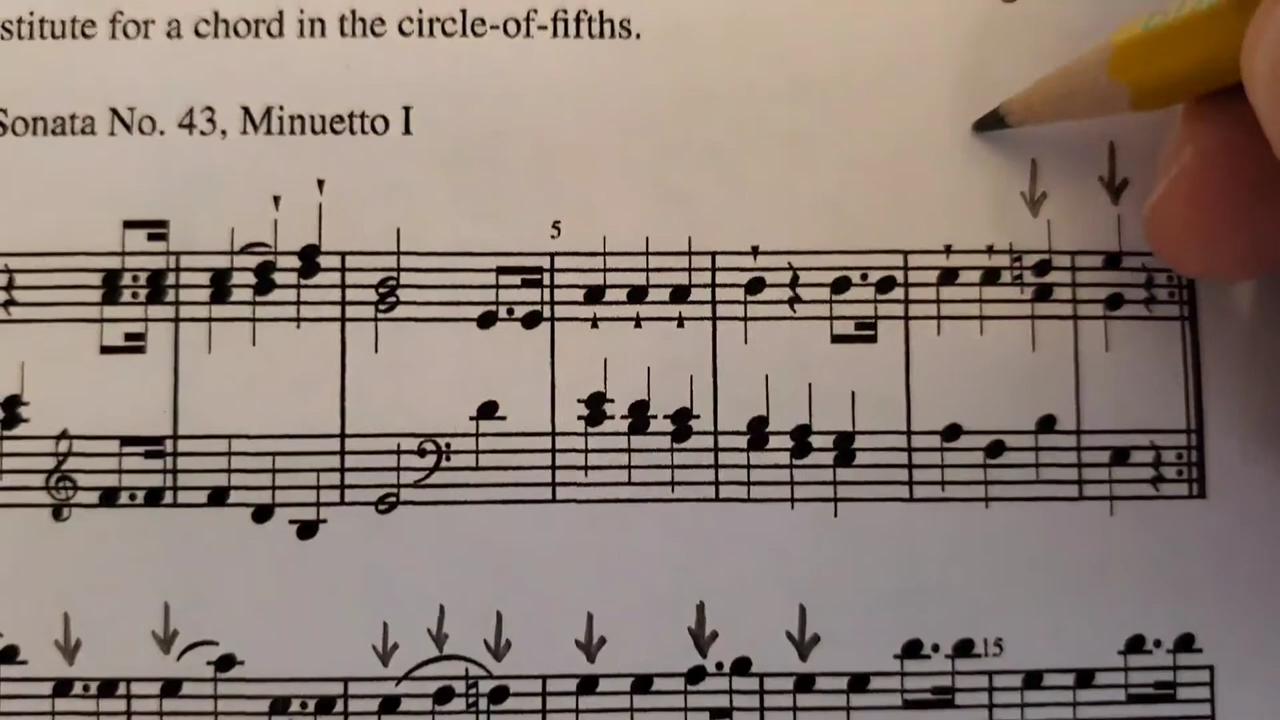 stitute for a chord in the circle-of-fifths.
Sonata No. 43, Minuetto I
5
15